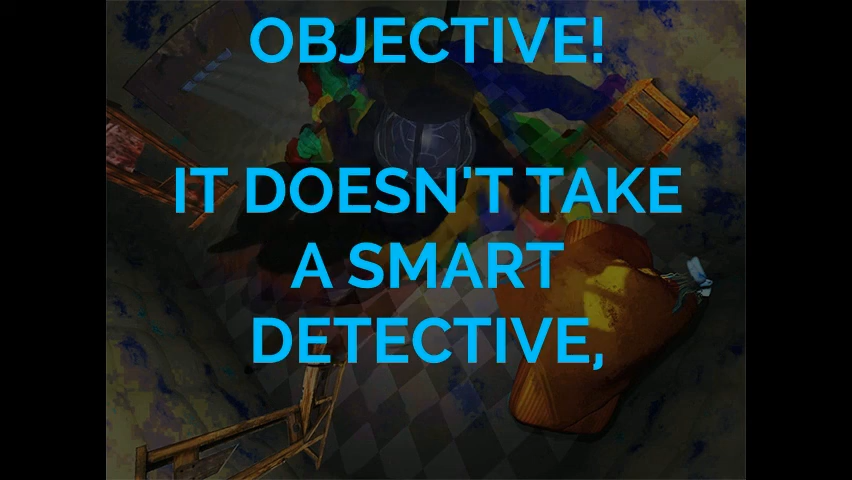 OBJECTIVE!
IT DOESN'T TAKE
A SMART
DETECTIVE,